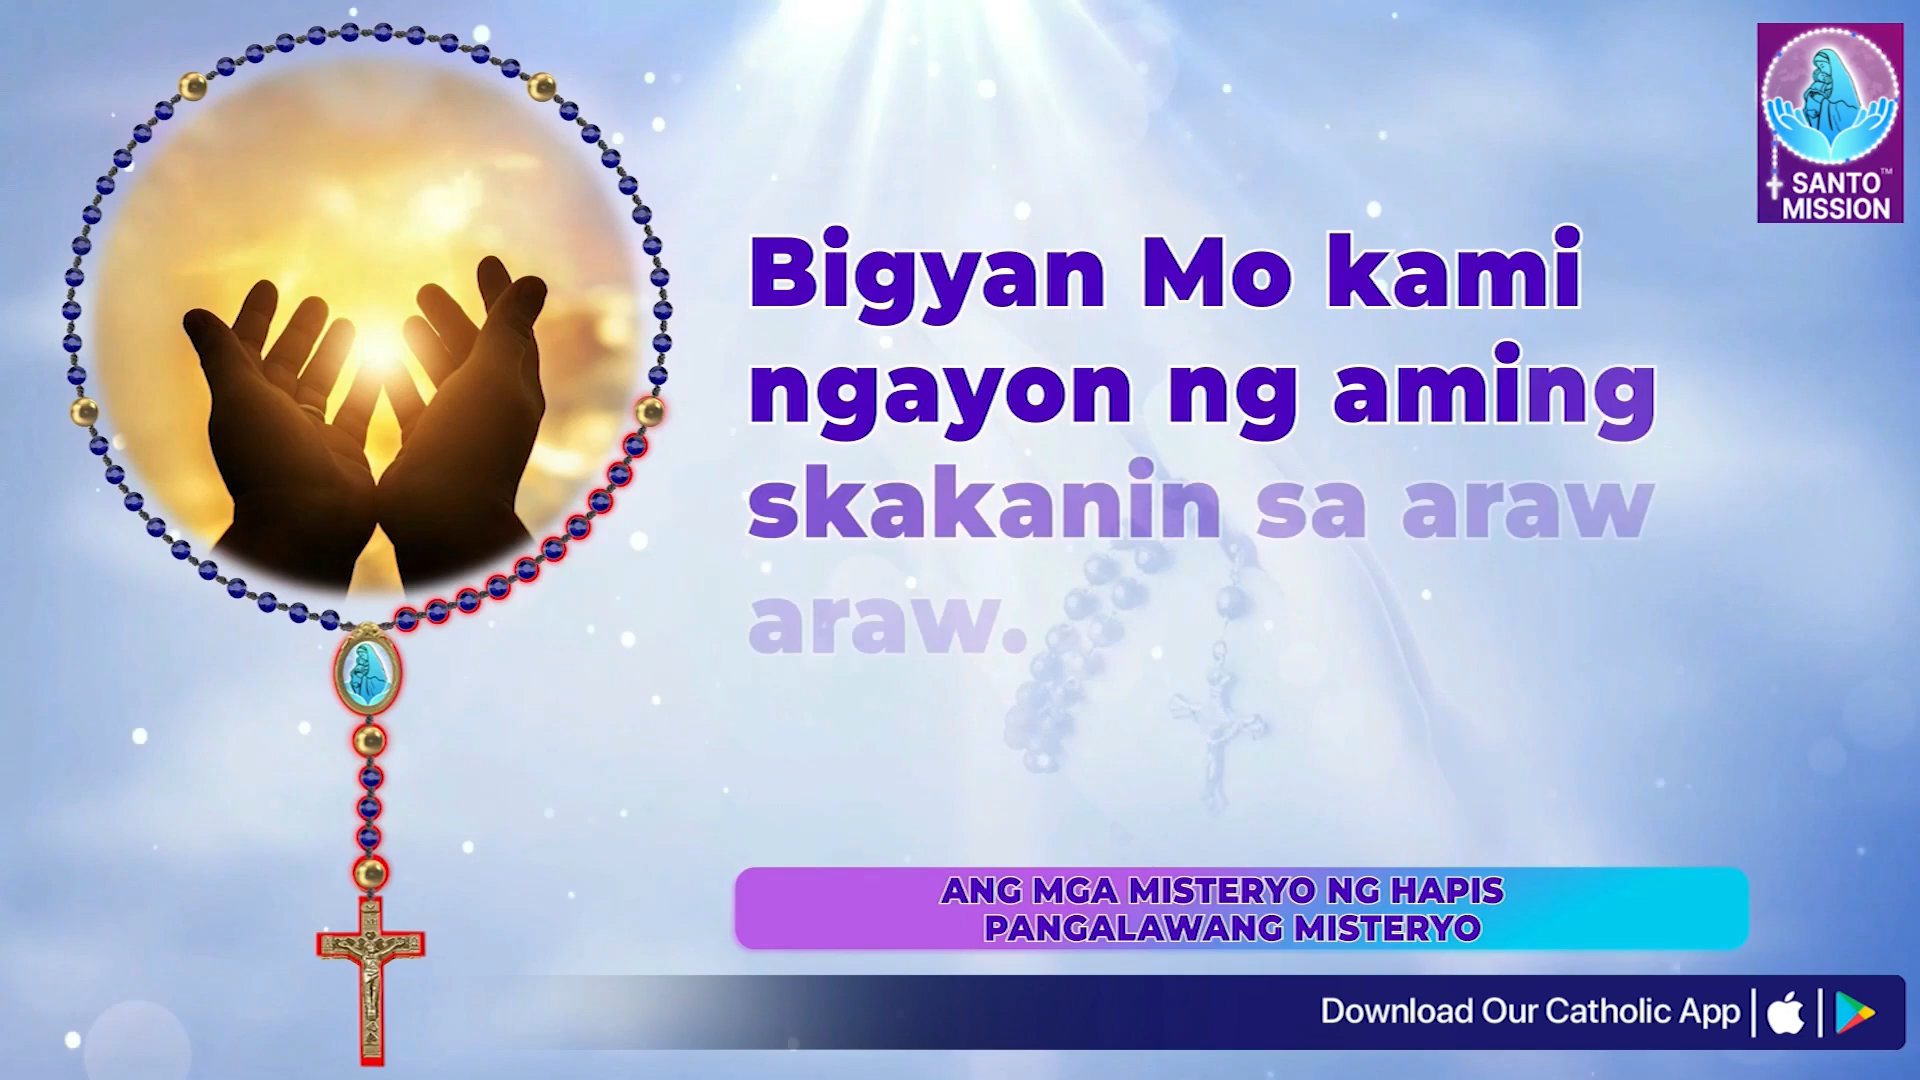 SANTO™
MISSION
Bigyan Mo kami
ngayon ng aming
skakanin sa araw
araw.
ANG MGA MISTERYO NG HAPIS
PANGALAWANG MISTERYO
Download Our Catholic App